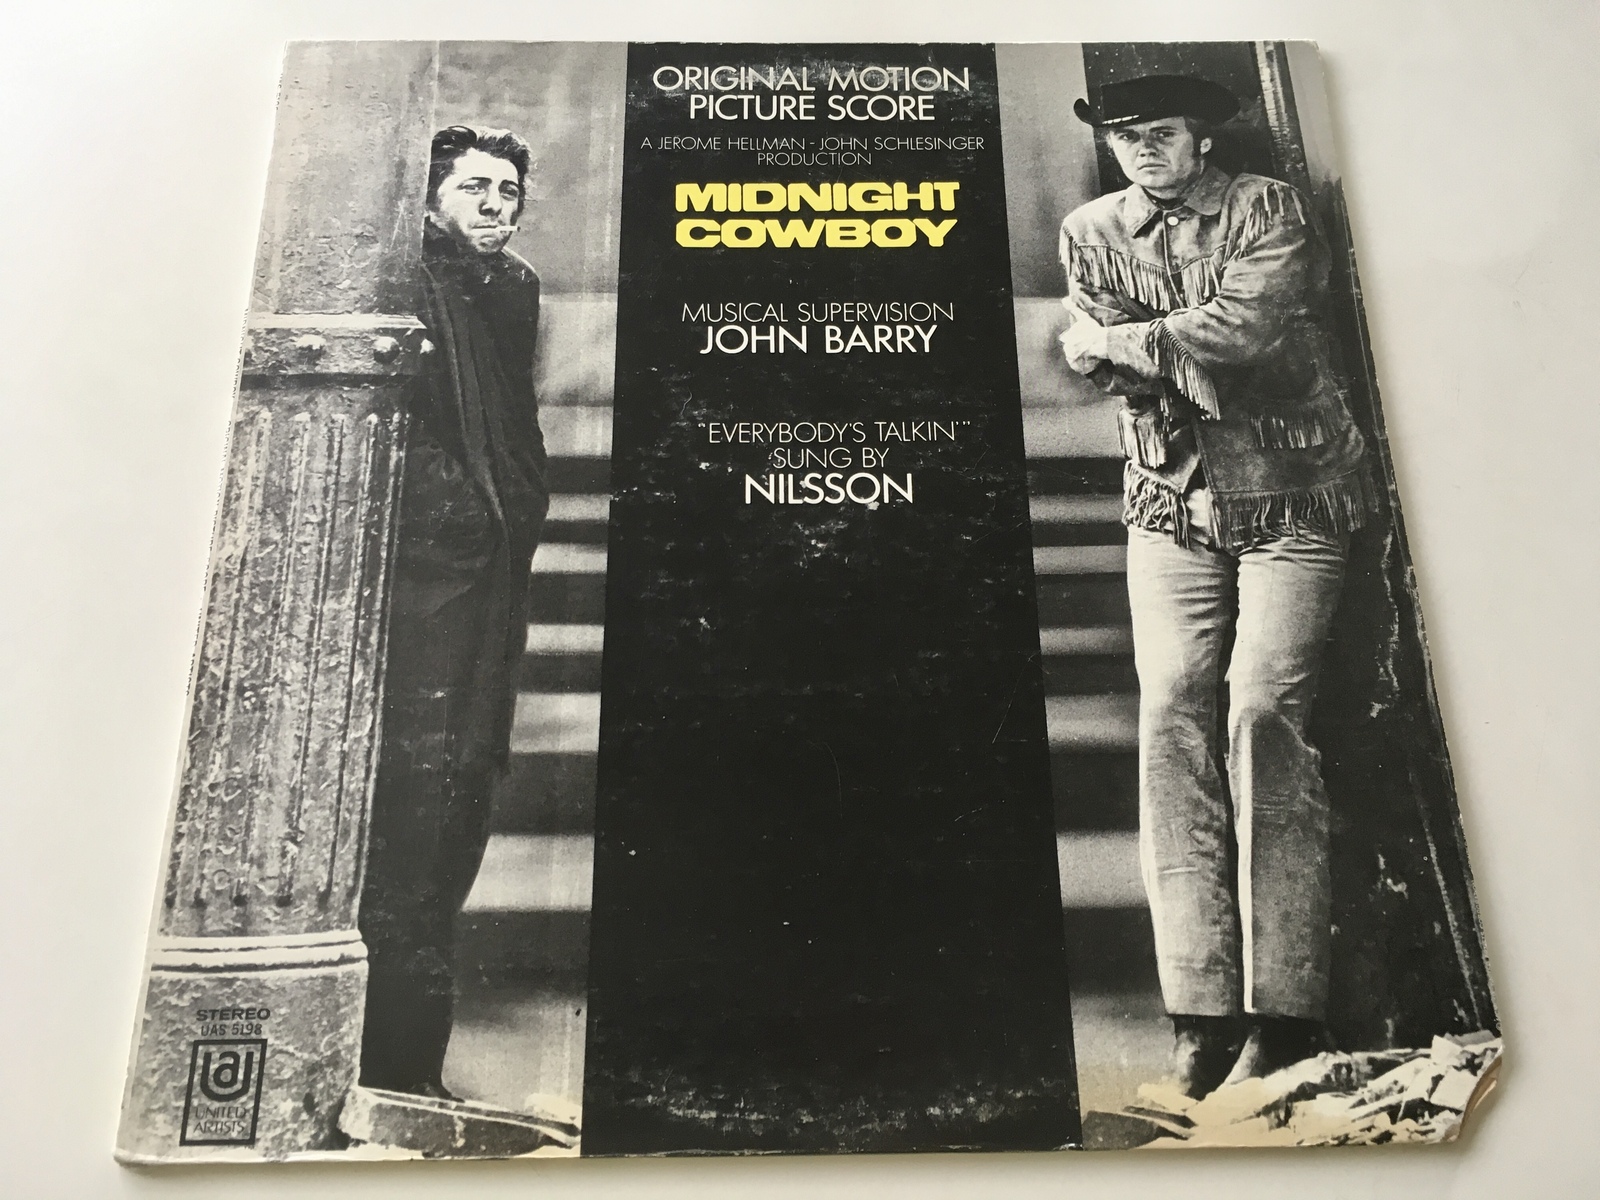 ORIGINAL MOTION
PICTURE SCORE
A JEROME HELLMAN - JOHN SCHLESINGER
PRODUCTION
MIDNIGHT
COWBOY
MUSICAL SUPERVISION
JOHN BARRY
"EVERYBODY'S TALKIN'"
SUNG BY
NILSSON
STEREO
UAS 5198
UA
UNITED
ARTISTS